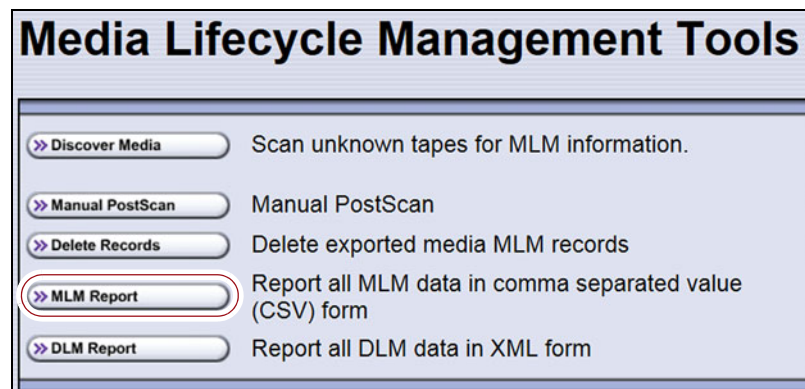 Media Lifecycle Management Tools
>> Discover Media Scan unknown tapes for MLM information.
>> Manual PostScan Manual PostScan
>> Delete Records Delete exported media MLM records
>> MLM Report Report all MLM data in comma separated value
(CSV) form
>> DLM Report Report all DLM data in XML form